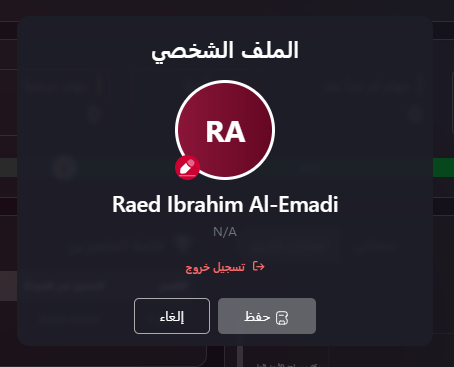 الملف الشخصي
RA
Raed Ibrahim Al-Emadi
N/A
تسجيل خروج
حفظ
إلغاء